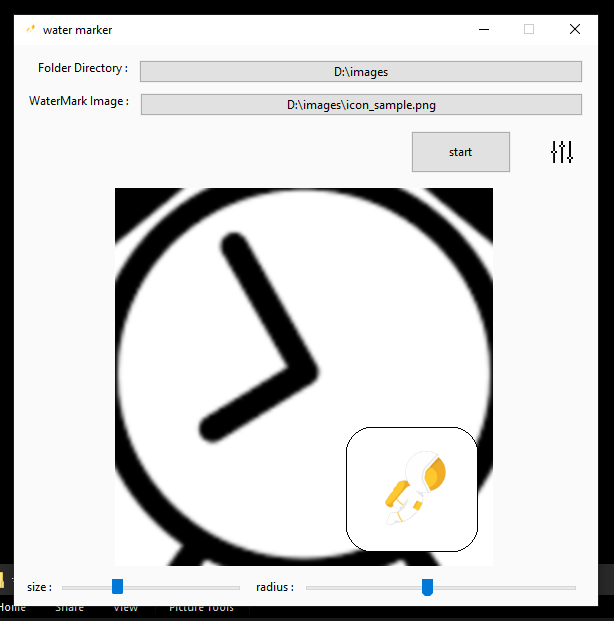 water marker
Folder Directory :
D:\images
WaterMark Image :
D:\images\icon_sample.png
start
size :
radius :
Home Share View Picture Tools